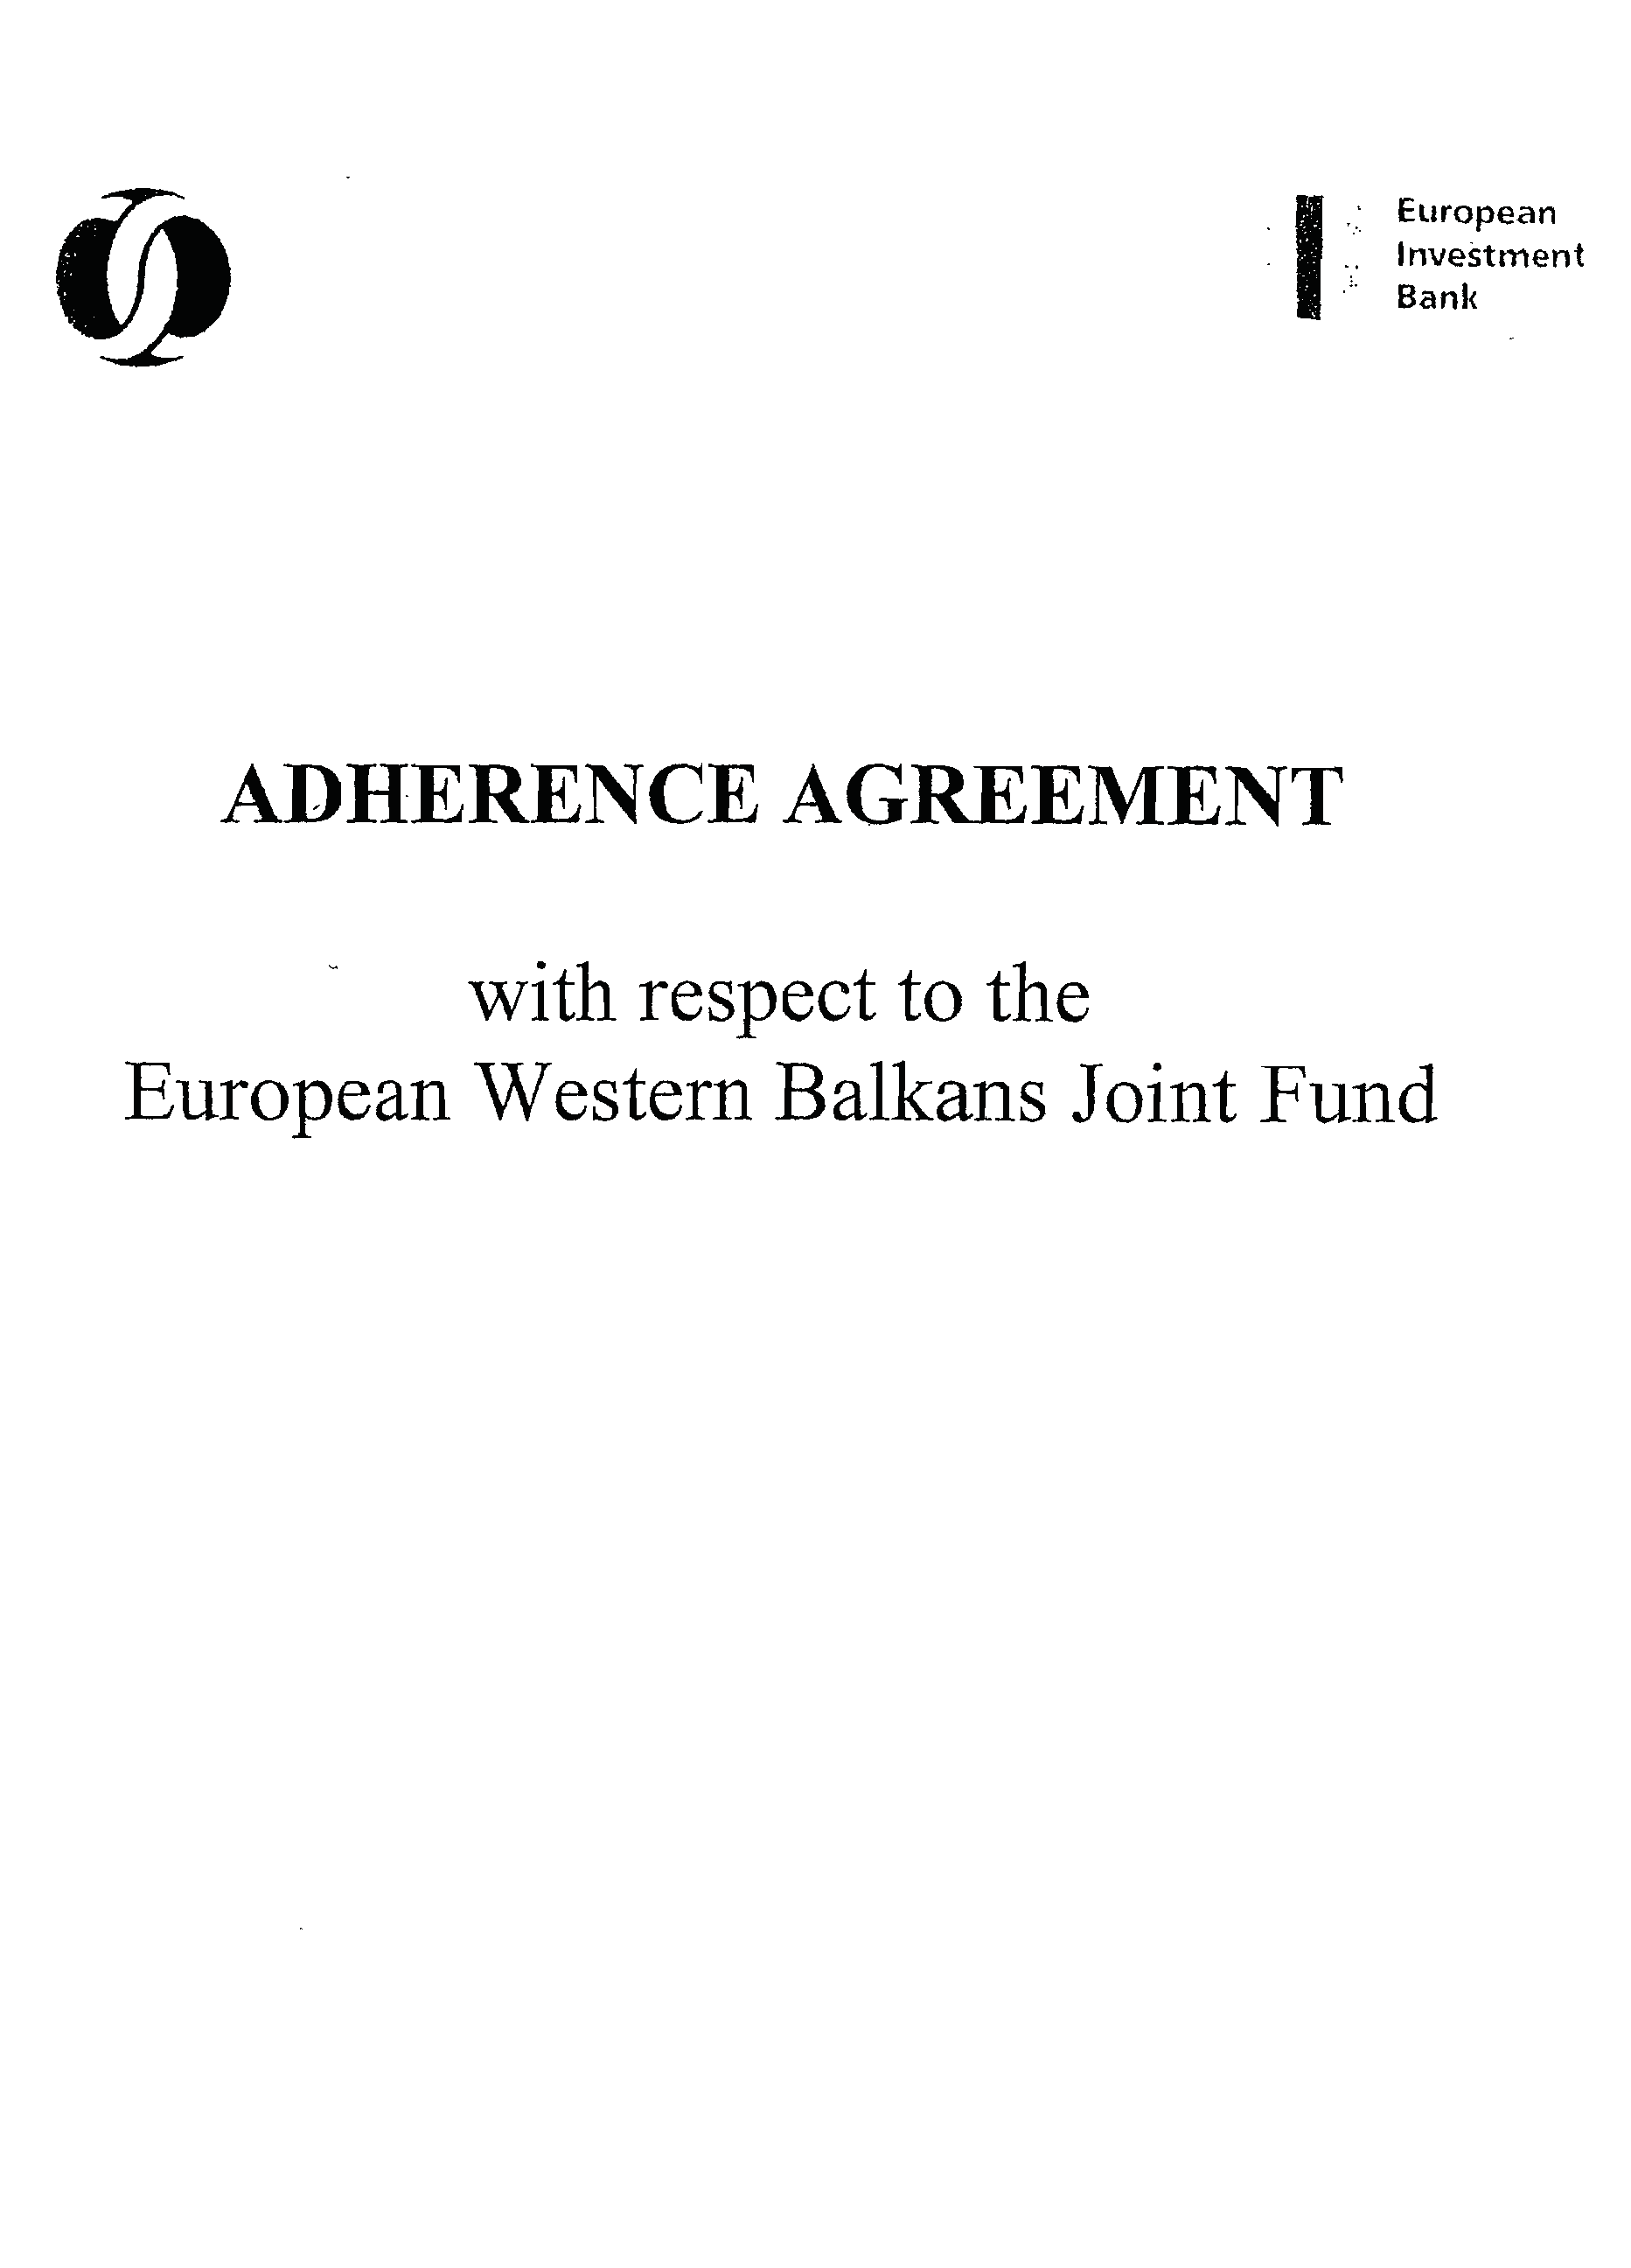 European
Investment
Bank
ADHERENCE AGREEMENT
with respect to the
European Western Balkans Joint Fund